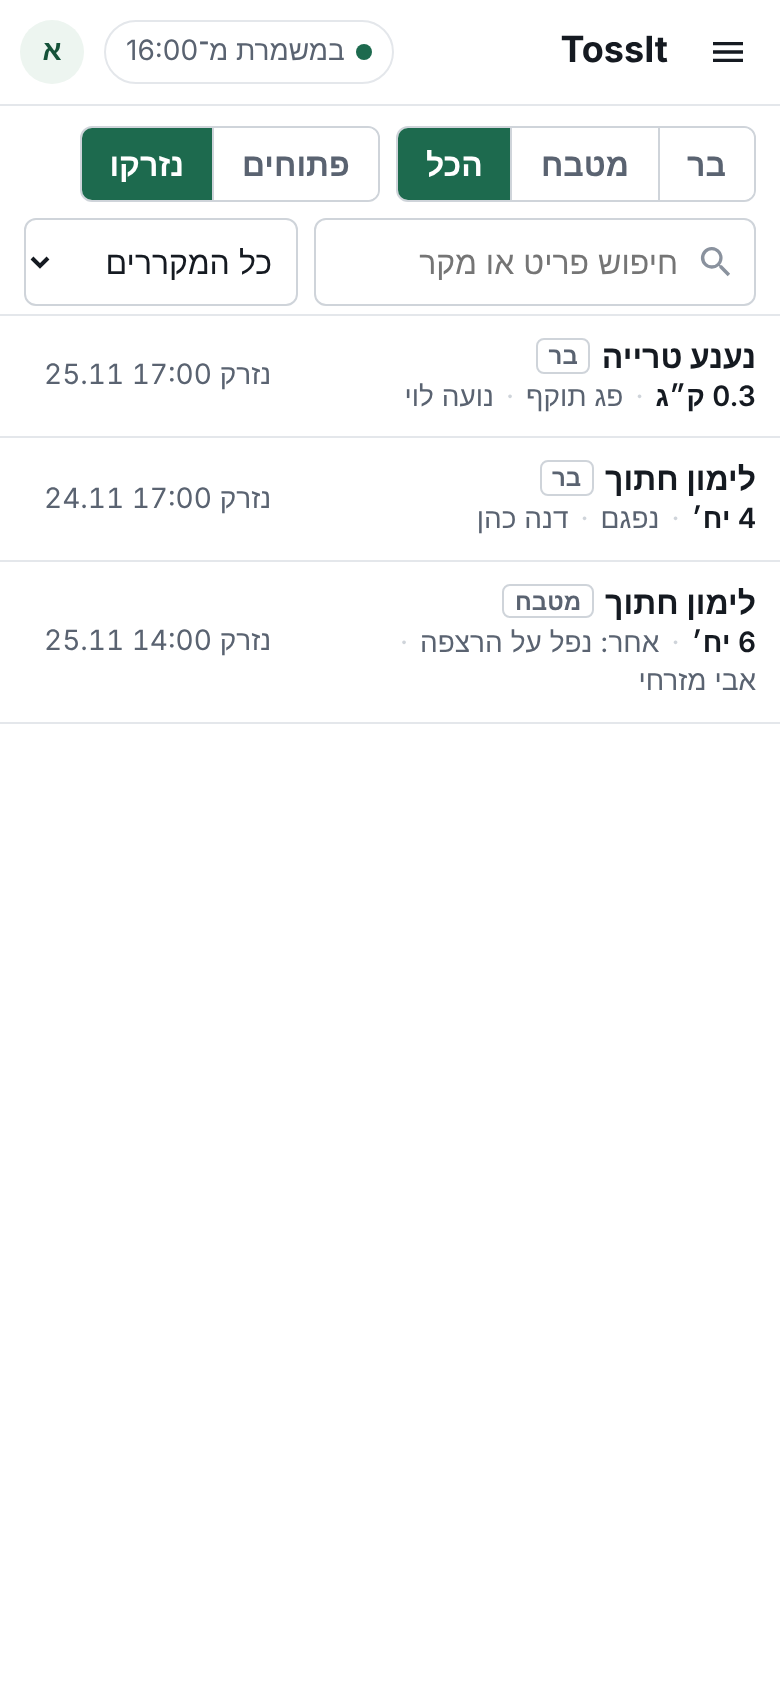 TossIt
במשמרת מ־16:00
א
בר
מטבח
הכל
פתוחים
נזרקו
חיפוש פריט או מקר
כל המקררים
נענע טרייה בר
0.3 ק״ג · פג תוקף · נועה לוי
נזרק 17:00 25.11
לימון חתוך בר
4 יח׳ · נפגם · דנה כהן
נזרק 17:00 24.11
לימון חתוך מטבח
6 יח׳ · אחר: נפל על הרצפה ·
אבי מזרחי
נזרק 14:00 25.11